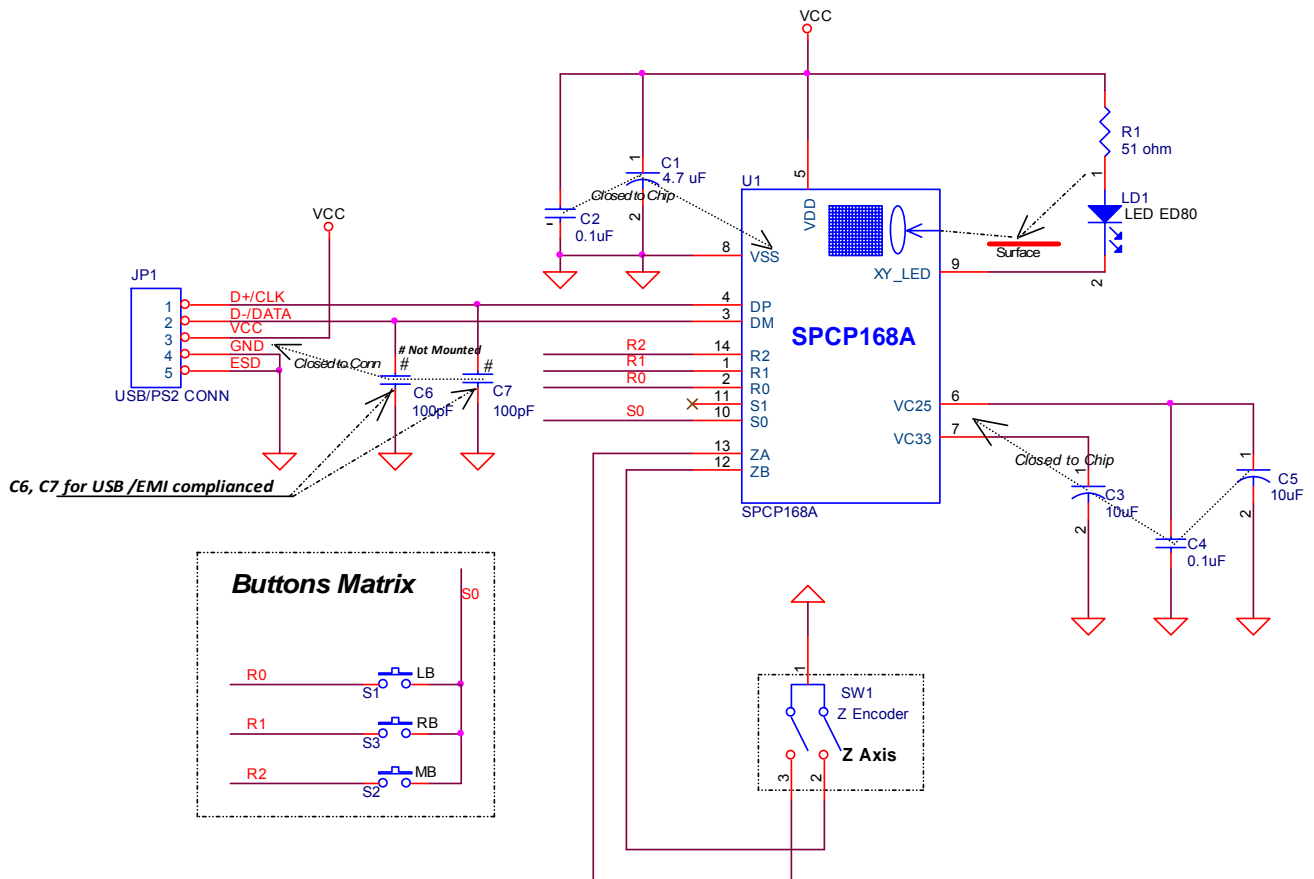 VCC
R1
51 ohm
1
LD1
LED ED80
2
C1
4.7 uF
1
2
Closed to Chip
C2
0.1uF
U1
5
VDD
8
VSS
XY_LED
9
Surface
VCC
JP1
1
2
3
4
5
D+/CLK
D-/DATA
VCC
GND
ESD
USB/PS2 CONN
Closed to Conn
# Not Mounted
#
#
C6
100pF
C7
100pF
4
DP
3
DM
SPCP168A
R2
14
R2
R1
1
R1
R0
2
R0
11
S1
S0
10
S0
13
ZA
12
ZB
VC25
6
VC33
7
SPCP168A
Closed to Chip
1
C3
10uF
2
C4
0.1uF
1
C5
10uF
2
C6, C7 for USB /EMI complianced
Buttons Matrix
S0
R0
S1
LB
R1
S3
RB
R2
S2
MB
1
SW1
Z Encoder
Z Axis
3
2